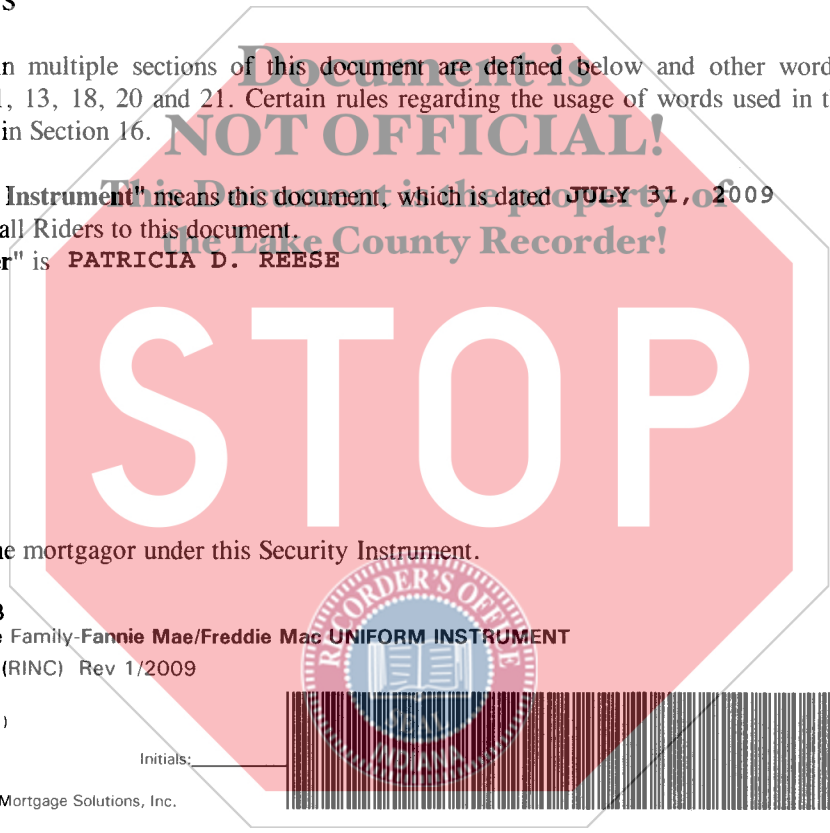 S
Document is
n multiple sections of this document are defined below and other word
, 13, 18, 20 and 21. Certain rules regarding the usage of words used in t
in Section 16.
NOT OFFICIAL!
This Document is the property of
Instrument" means this document, which is dated JULY 31, 2009
all Riders to this document.
the Lake County Recorder!
r" is PATRICIA D. REESE
STOP
e mortgagor under this Security Instrument.
RECORDER'S OFFICE
Family-Fannie Mae/Freddie Mac UNIFORM INSTRUMENT
(RINC) Rev 1/2009
SEAL
)
INDIANA
Initials:
Mortgage Solutions, Inc.